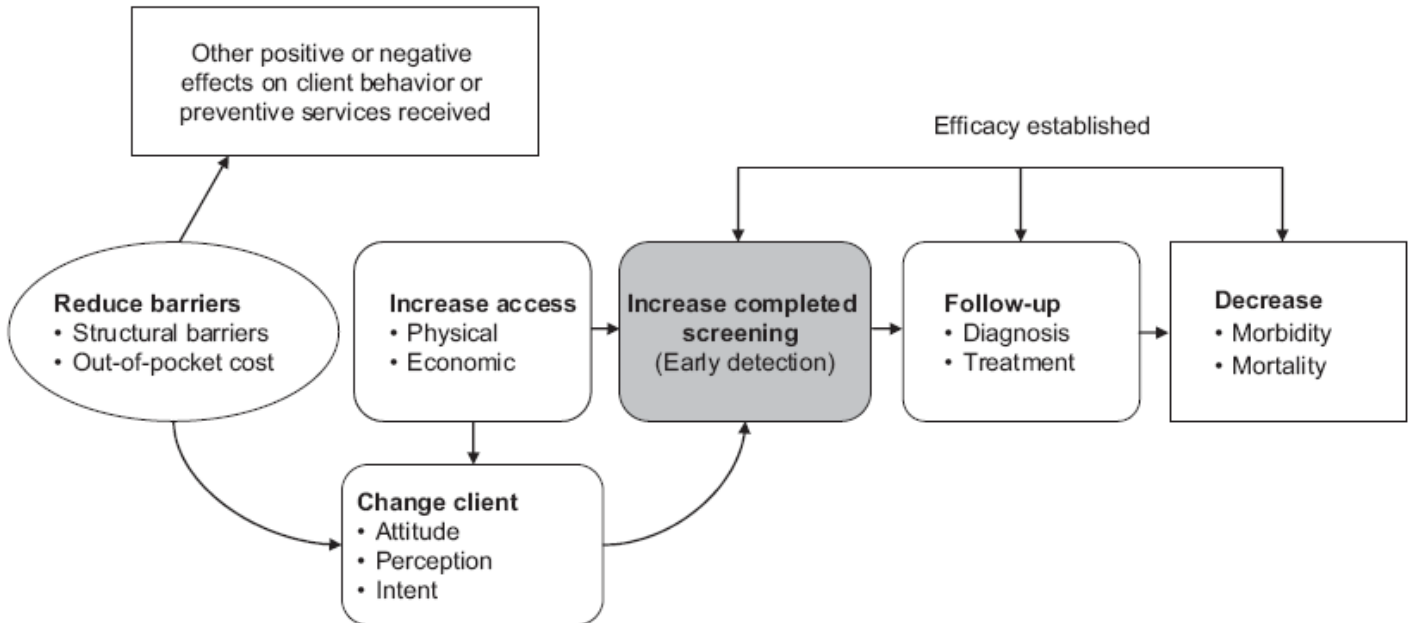 Other positive or negative
effects on client behavior or
preventive services received
Efficacy established
Reduce barriers
• Structural barriers
• Out-of-pocket cost
Increase access
• Physical
• Economic
Increase completed
screening
(Early detection)
Follow-up
• Diagnosis
• Treatment
Decrease
• Morbidity
• Mortality
Change client
• Attitude
• Perception
• Intent